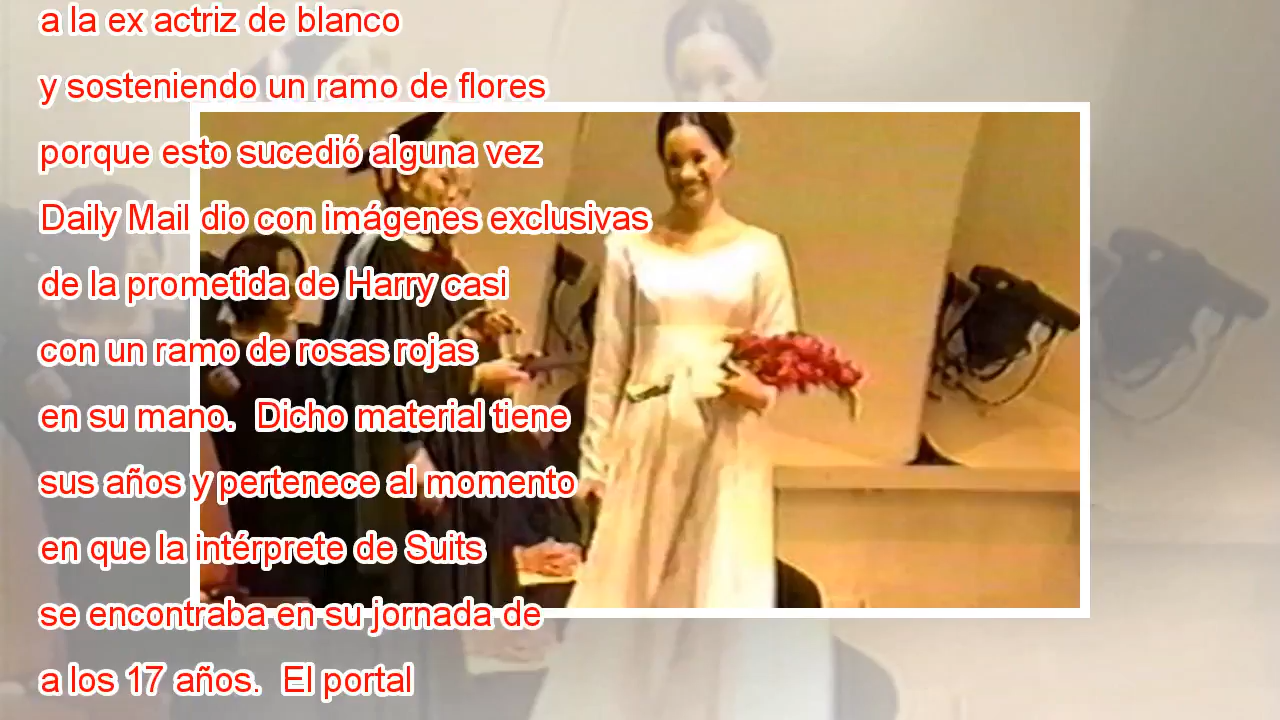 a la ex actriz de blanco
y sosteniendo un ramo de flores
porque esto sucedió alguna vez
Daily Mail dio con imágenes exclusivas
de la prometida de Harry casi
con un ramo de rosas rojas
en su mano.  Dicho material tiene
sus años y pertenece al momento
en que la intérprete de Suits
se encontraba en su jornada de
a los 17 años.  El portal